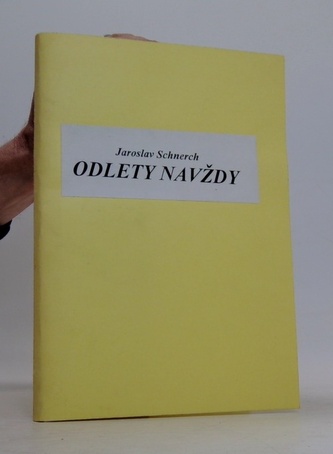 Jaroslav Schnerch
ODLETY NAVŽDY